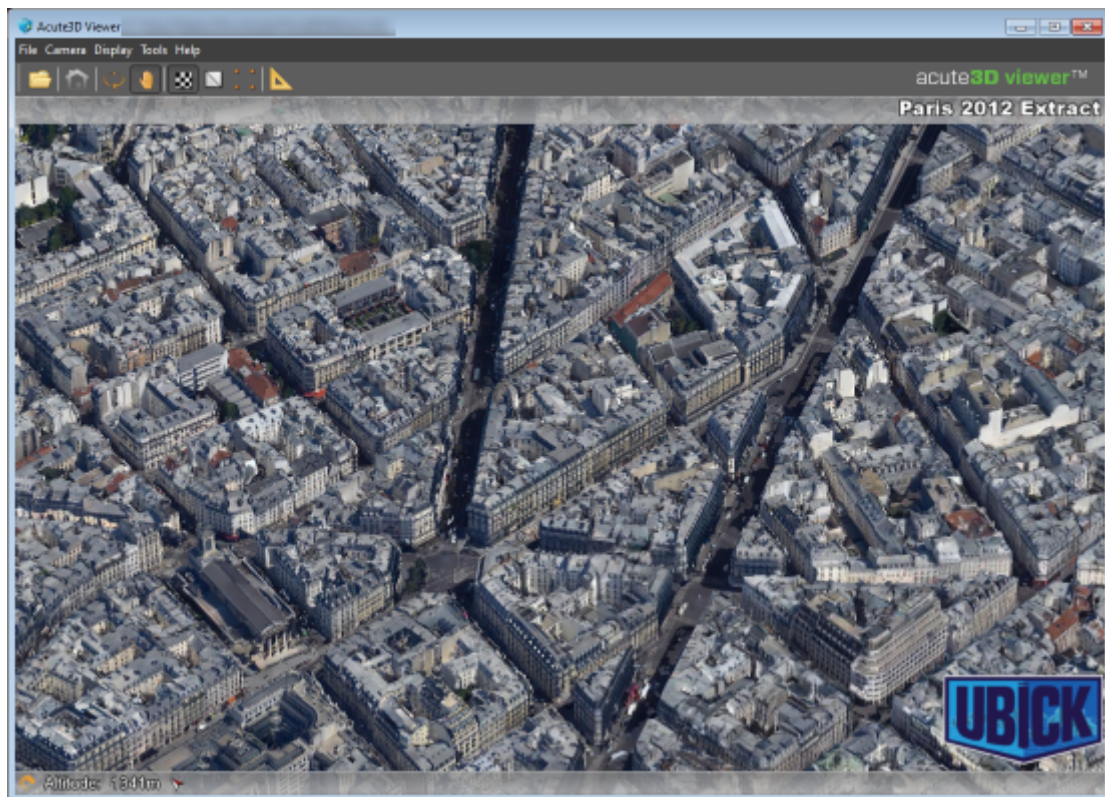 Acute3D Viewer
File Camera Display Tools Help
acute3D viewer™
Paris 2012 Extract
UBICK
Altitude: 1341m